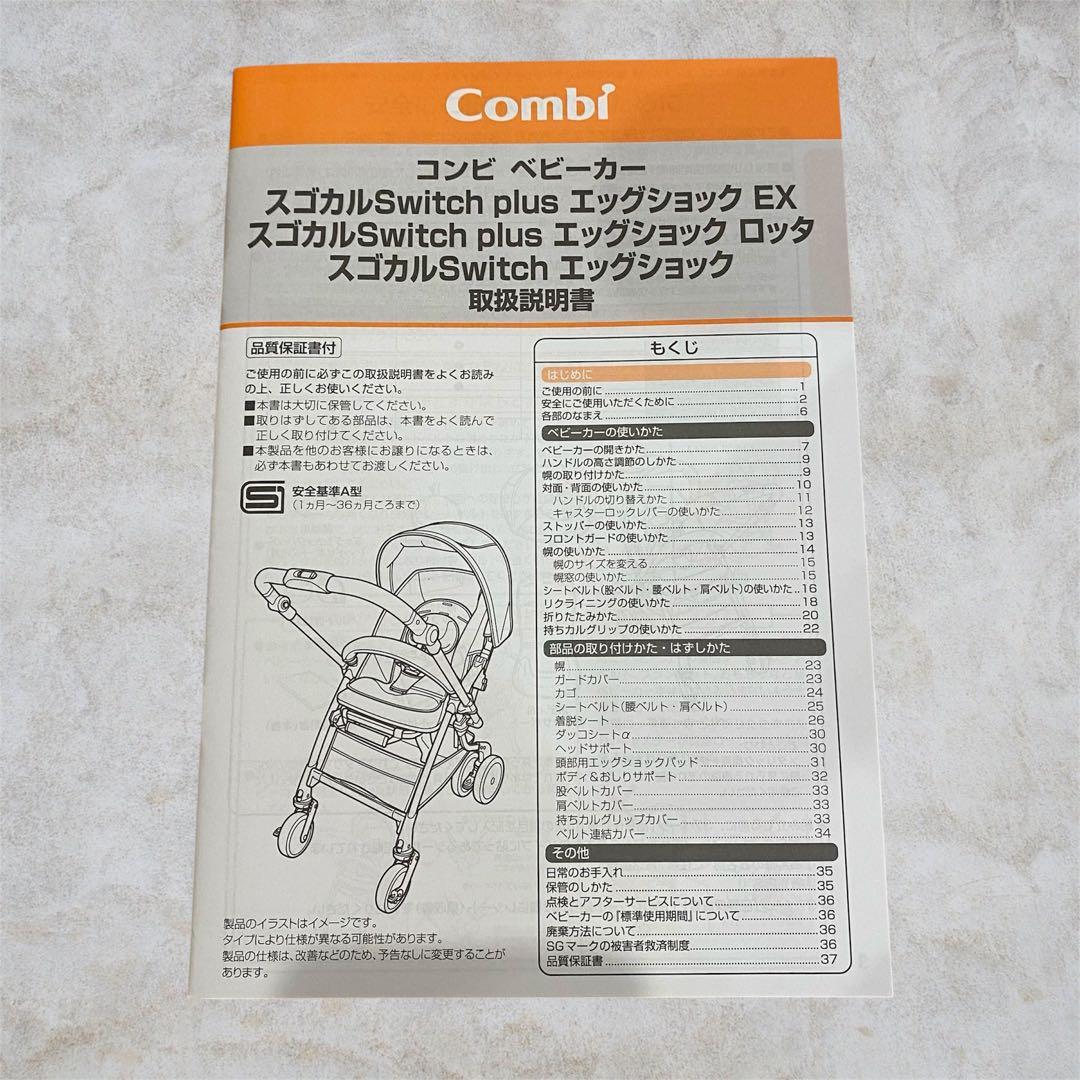 Combi
コンビ ベビーカー
スゴカルSwitch plus エッグショック EX
スゴカルSwitch plus エッグショック ロッタ
スゴカルSwitch エッグショック
取扱説明書
品質保証書付
ご使用の前に必ずこの取扱説明書をよくお読み
の上、正しくお使いください。
■本書は大切に保管してください。
■取りはずしてある部品は、本書をよく読んで
正しく取り付けてください。
■本製品を他のお客様にお譲りになるときは、
必ず本書もあわせてお渡しください。
安全基準A型
(1ヵ月〜36ヵ月ころまで)
製品のイラストはイメージです。
タイプにより仕様が異なる可能性があります。
製品の仕様は、改善などのため、予告なしに変更することが
あります。
もくじ
はじめに
ご使用の前に 1
安全にご使用いただくために 2
各部のなまえ 6
ベビーカーの使いかた
ベビーカーの開きかた 7
ハンドルの高さ調節のしかた 9
幌の取り付けかた 9
対面・背面の使いかた 10
ハンドルの切り替えかた 11
キャスターロックレバーの使いかた 12
ストッパーの使いかた 13
フロントガードの使いかた 13
幌の使いかた 14
幌のサイズを変える 15
幌窓の使いかた 15
シートベルト(股ベルト・腰ベルト・肩ベルト)の使いかた 16
リクライニングの使いかた 18
折りたたみかた 20
持ちカルグリップの使いかた 22
部品の取り付けかた・はずしかた
幌 23
ガードカバー 23
カゴ 24
シートベルト(腰ベルト・肩ベルト) 25
着脱シート 26
ダッコシートα 30
ヘッドサポート 30
頭部用エッグショックパッド 31
ボディ&おしりサポート 32
股ベルトカバー 33
肩ベルトカバー 33
持ちカルグリップカバー 33
ベルト連結カバー 34
その他
日常のお手入れ 35
保管のしかた 35
点検とアフターサービスについて 36
ベビーカーの『標準使用期間』について 36
廃棄方法について 36
SGマークの被害者救済制度 36
品質保証書 37